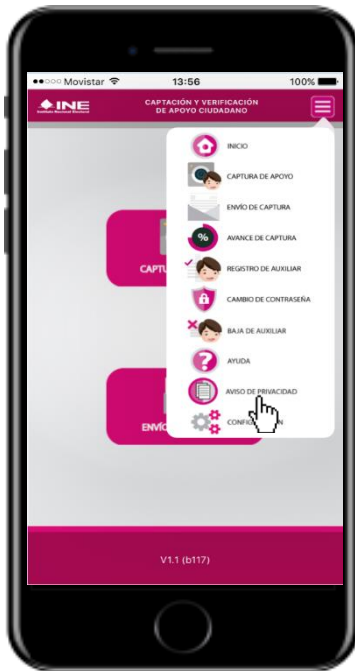 Movistar 13:56 100%
INE
Instituto Nacional Electoral
CAPTACIÓN Y VERIFICACIÓN
DE APOYO CIUDADANO
INICIO
CAPTURA DE APOYO
ENVÍO DE CAPTURA
%
AVANCE DE CAPTURA
REGISTRO DE AUXILIAR
CAMBIO DE CONTRASEÑA
BAJA DE AUXILIAR
?
AYUDA
AVISO DE PRIVACIDAD
V1.1 (b117)